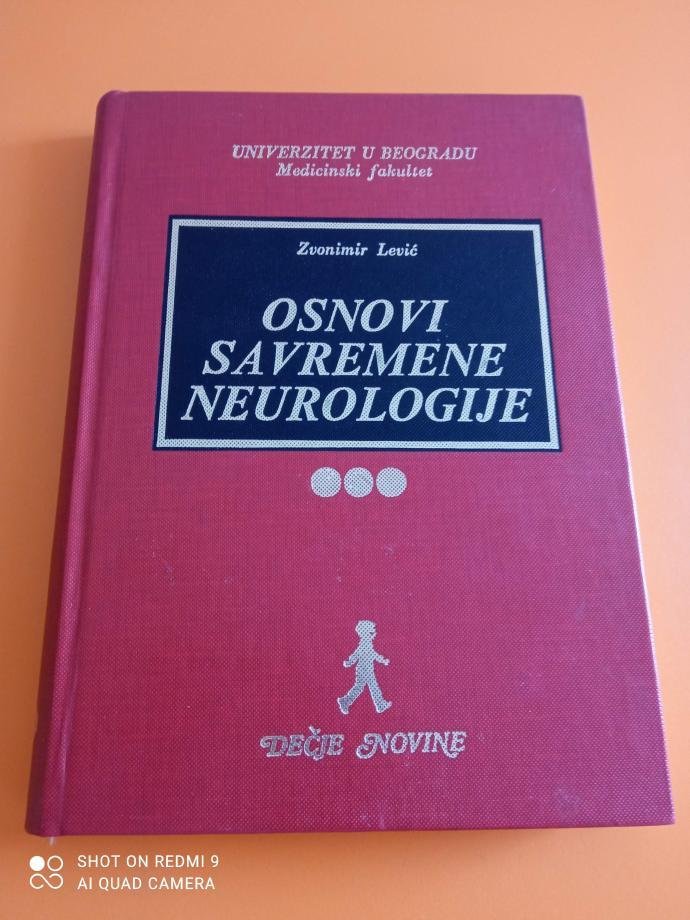 UNIVERZITET U BEOGRADU
Medicinski fakultet
Zvonimir Lević
OSNOVI
SAVREMENE
NEUROLOGIJE
DEČJE NOVINE
SHOT ON REDMI 9
AI QUAD CAMERA